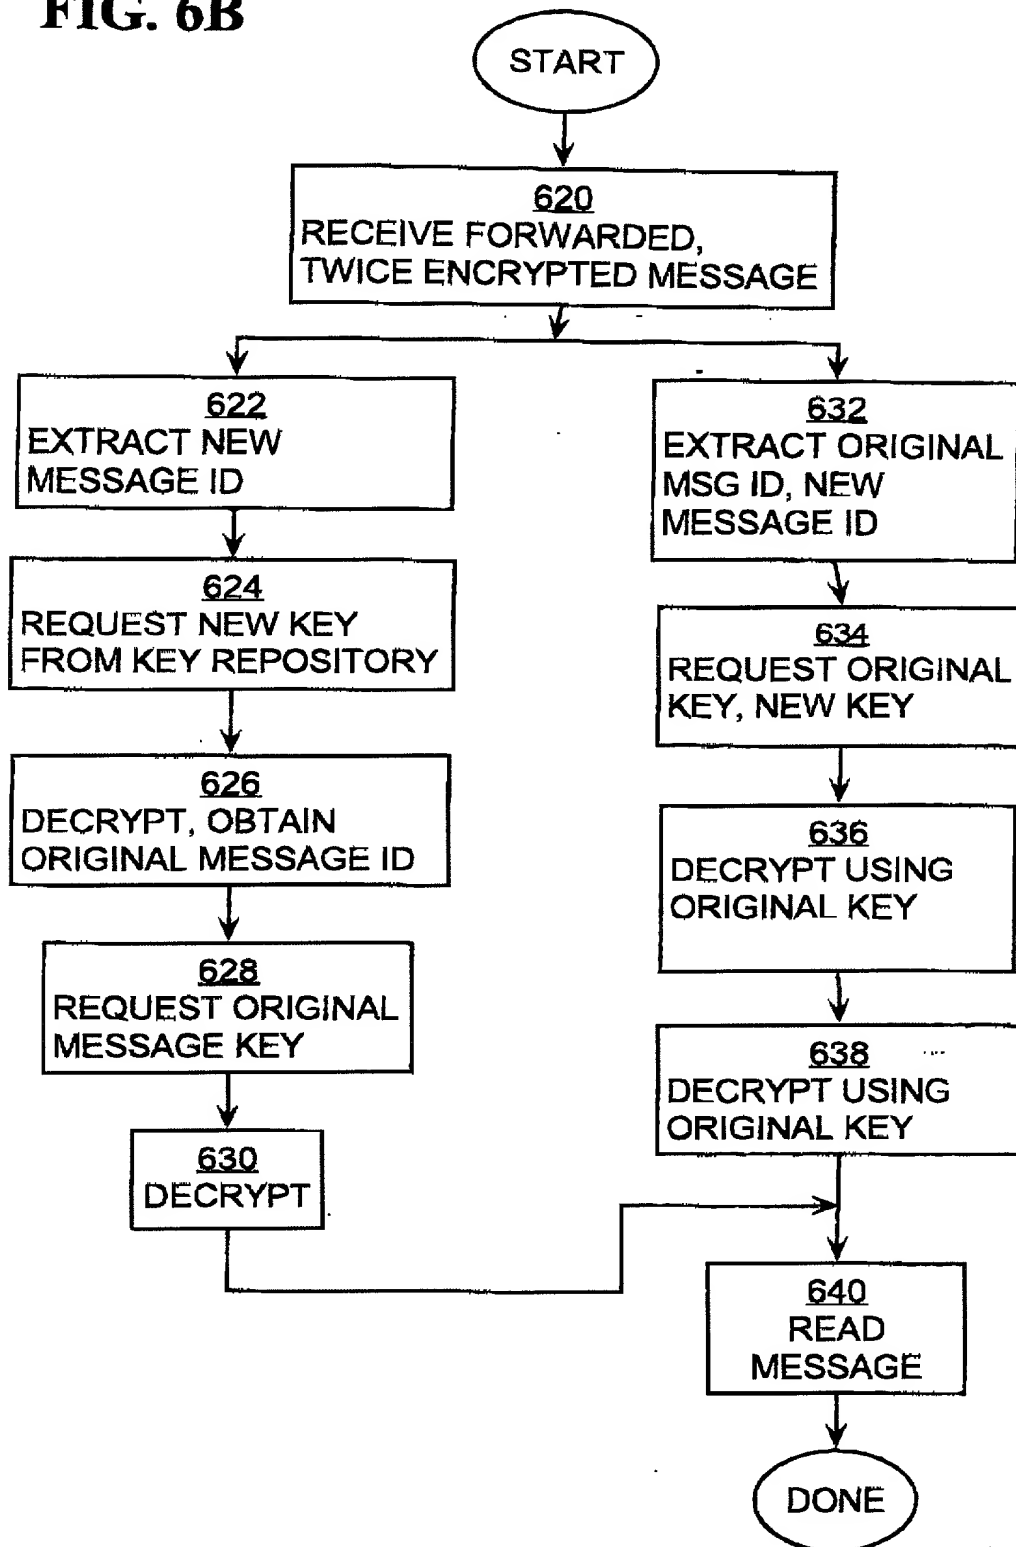 FIG. 6B
START
620
RECEIVE FORWARDED,
TWICE ENCRYPTED MESSAGE
622
EXTRACT NEW
MESSAGE ID
624
REQUEST NEW KEY
FROM KEY REPOSITORY
626
DECRYPT, OBTAIN
ORIGINAL MESSAGE ID
628
REQUEST ORIGINAL
MESSAGE KEY
630
DECRYPT
632
EXTRACT ORIGINAL
MSG ID, NEW
MESSAGE ID
634
REQUEST ORIGINAL
KEY, NEW KEY
636
DECRYPT USING
ORIGINAL KEY
638
DECRYPT USING
ORIGINAL KEY
640
READ
MESSAGE
DONE